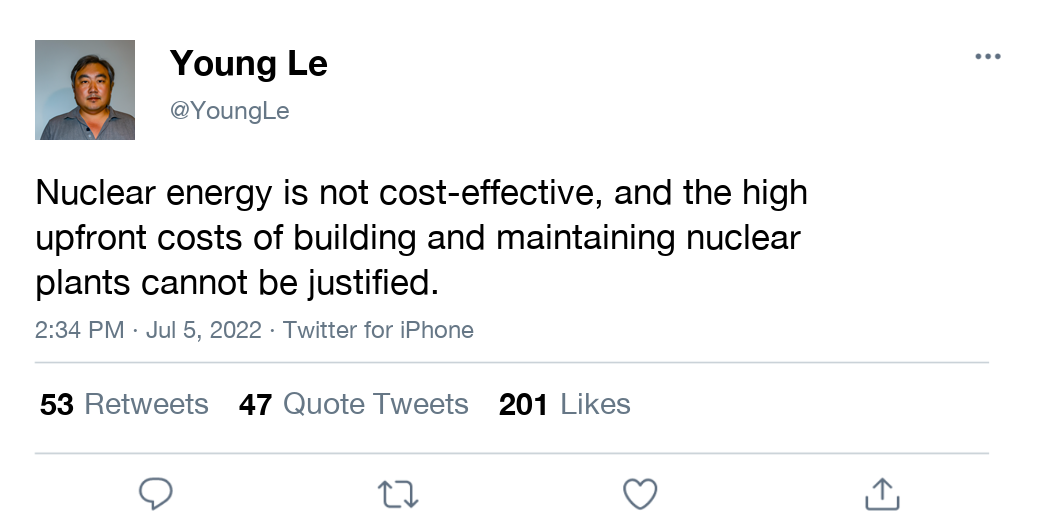 Young Le
@YoungLe
Nuclear energy is not cost-effective, and the high
upfront costs of building and maintaining nuclear
plants cannot be justified.
2:34 PM · Jul 5, 2022 · Twitter for iPhone
53 Retweets 47 Quote Tweets 201 Likes